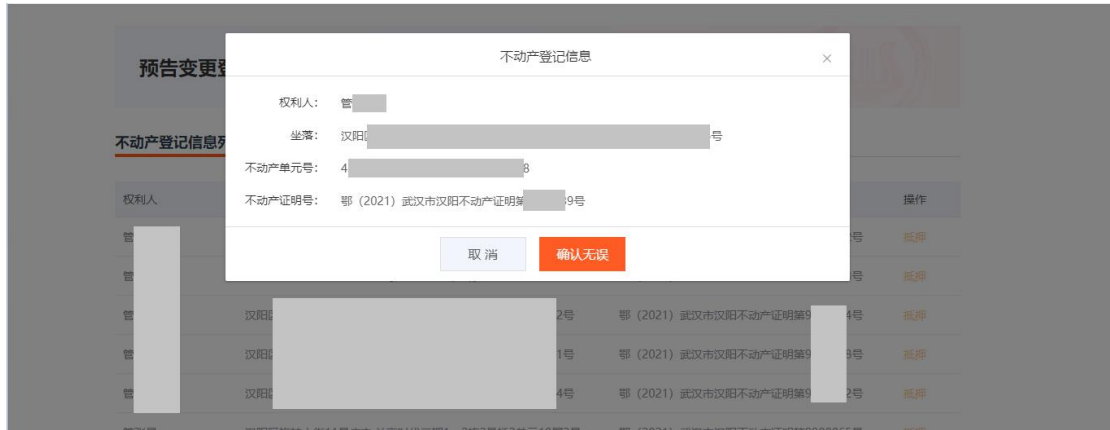 不动产登记信息
预告变更登
权利人： 管
坐落： 汉阳区 号
不动产登记信息列
不动产单元号： 4 8
权利人 不动产证明号： 鄂（2021）武汉市汉阳不动产证明第 39号 操作
取消 确认无误
管 号 抵押
管 号 抵押
管 汉阳区 2号 鄂（2021）武汉市汉阳不动产证明第9 4号 抵押
管 汉阳区 1号 鄂（2021）武汉市汉阳不动产证明第9 8号 抵押
管 汉阳区 4号 鄂（2021）武汉市汉阳不动产证明第9 2号 抵押